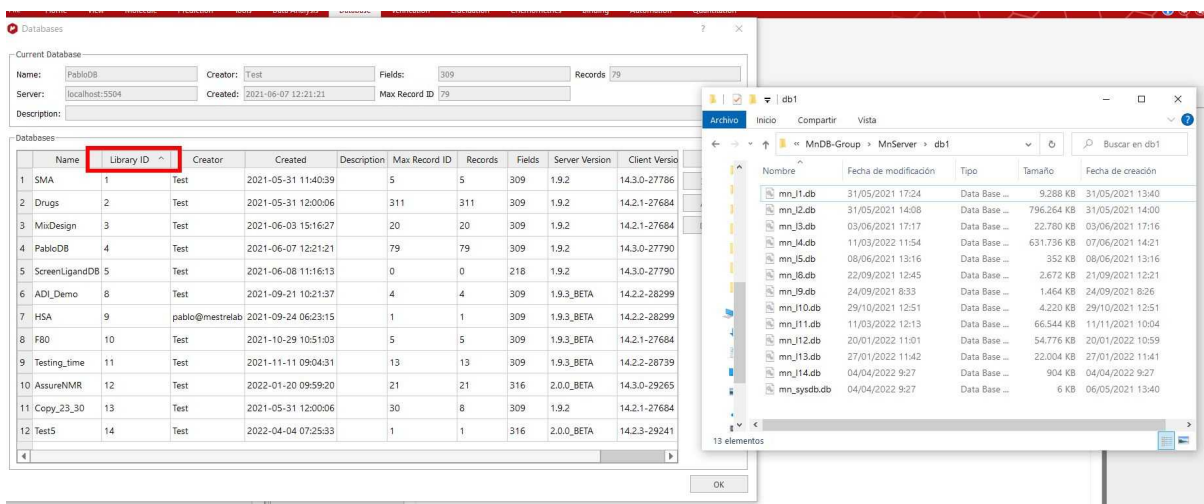 Home View Molecule Prediction Tools Data Analysis Database Verification Elucidation Chemometrics Binding Automation Quantitation
Databases ? ×
Current Database
Name: PabloDB Creator: Test Fields: 309 Records 79
Server: localhost:5504 Created: 2021-06-07 12:21:21 Max Record ID 79
Description:
Databases
Name Library ID Creator Created Description Max Record ID Records Fields Server Version Client Versio
1 SMA 1 Test 2021-05-31 11:40:39 5 5 309 1.9.2 14.3.0-27786
2 Drugs 2 Test 2021-05-31 12:00:06 311 311 309 1.9.2 14.2.1-27684
3 MixDesign 3 Test 2021-06-03 15:16:27 20 20 309 1.9.2 14.2.1-27684
4 PabloDB 4 Test 2021-06-07 12:21:21 79 79 309 1.9.2 14.3.0-27790
5 ScreenLigandDB 5 Test 2021-06-08 11:16:13 0 0 218 1.9.2 14.3.0-27790
6 ADI_Demo 8 Test 2021-09-21 10:21:37 4 4 309 1.9.3_BETA 14.2.2-28299
7 HSA 9 pablo@mestrelab 2021-09-24 06:23:15 1 1 309 1.9.3_BETA 14.2.2-28299
8 F80 10 Test 2021-10-29 10:51:03 5 5 309 1.9.3_BETA 14.2.1-27684
9 Testing_time 11 Test 2021-11-11 09:04:31 13 13 309 1.9.3_BETA 14.2.2-28739
10 AssureNMR 12 Test 2022-01-20 09:59:20 21 21 316 2.0.0_BETA 14.3.0-29265
11 Copy_23_30 13 Test 2021-05-31 12:00:06 30 8 309 1.9.2 14.2.1-27684
12 Test5 14 Test 2022-04-04 07:25:33 1 1 316 2.0.0_BETA 14.2.3-29241
OK
db1
Archivo Inicio Compartir Vista
« MnDB-Group › MnServer › db1 Buscar en db1
Nombre Fecha de modificación Tipo Tamaño Fecha de creación
mn_l1.db 31/05/2021 17:24 Data Base ... 9.288 KB 31/05/2021 13:40
mn_l2.db 31/05/2021 14:08 Data Base ... 796.264 KB 31/05/2021 14:00
mn_l3.db 03/06/2021 17:17 Data Base ... 22.780 KB 03/06/2021 17:16
mn_l4.db 11/03/2022 11:54 Data Base ... 631.736 KB 07/06/2021 14:21
mn_l5.db 08/06/2021 13:16 Data Base ... 352 KB 08/06/2021 13:16
mn_l8.db 22/09/2021 12:45 Data Base ... 2.672 KB 21/09/2021 12:21
mn_l9.db 24/09/2021 8:33 Data Base ... 1.464 KB 24/09/2021 8:26
mn_l10.db 29/10/2021 12:51 Data Base ... 4.220 KB 29/10/2021 12:51
mn_l11.db 11/03/2022 12:13 Data Base ... 66.544 KB 11/11/2021 10:04
mn_l12.db 20/01/2022 11:01 Data Base ... 54.776 KB 20/01/2022 10:59
mn_l13.db 27/01/2022 11:42 Data Base ... 22.004 KB 27/01/2022 11:41
mn_l14.db 04/04/2022 9:27 Data Base ... 904 KB 04/04/2022 9:27
mn_sysdb.db 04/04/2022 9:27 Data Base ... 6 KB 06/05/2021 13:40
13 elementos